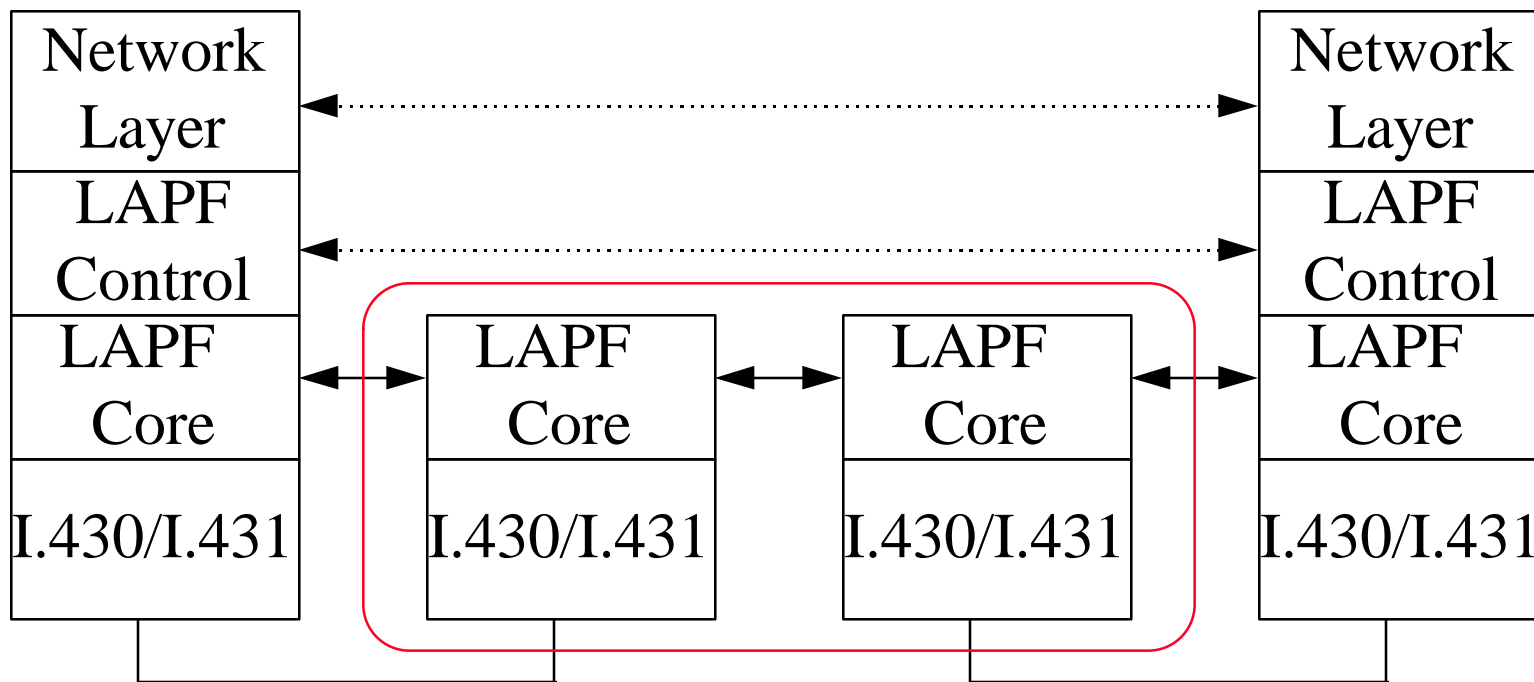 Network
Layer
LAPF
Control
LAPF
Core
I.430/I.431
LAPF
Core
I.430/I.431
LAPF
Core
I.430/I.431
Network
Layer
LAPF
Control
LAPF
Core
I.430/I.431